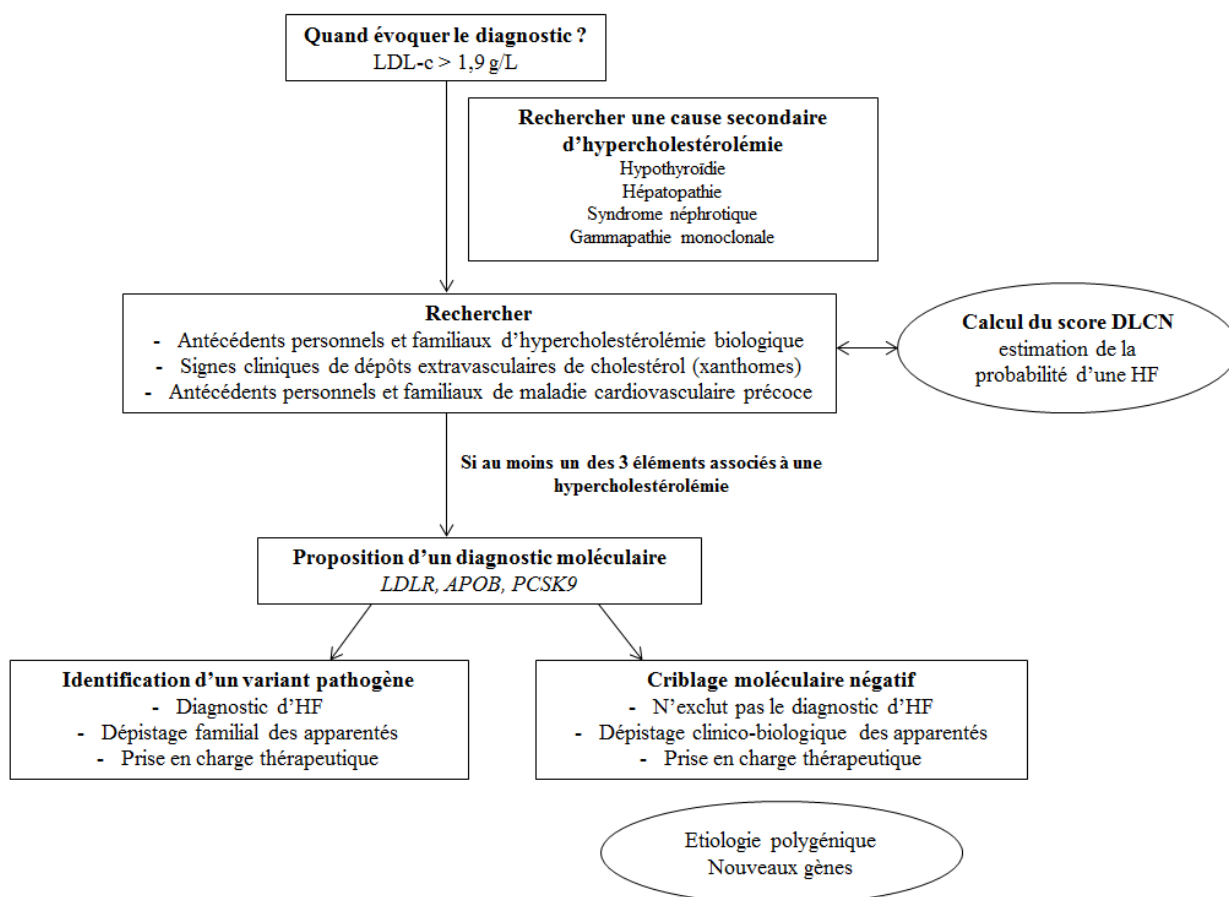 Quand évoquer le diagnostic ?
LDL-c > 1,9 g/L
Rechercher une cause secondaire
d’hypercholestérolémie
Hypothyroïdie
Hépatopathie
Syndrome néphrotique
Gammapathie monoclonale
Rechercher
- Antécédents personnels et familiaux d’hypercholestérolémie biologique
- Signes cliniques de dépôts extravasculaires de cholestérol (xanthomes)
- Antécédents personnels et familiaux de maladie cardiovasculaire précoce
Calcul du score DLCN
estimation de la
probabilité d’une HF
Si au moins un des 3 éléments associés à une
hypercholestérolémie
Proposition d’un diagnostic moléculaire
LDLR, APOB, PCSK9
Identification d’un variant pathogène
- Diagnostic d’HF
- Dépistage familial des apparentés
- Prise en charge thérapeutique
Criblage moléculaire négatif
- N’exclut pas le diagnostic d’HF
- Dépistage clinico-biologique des apparentés
- Prise en charge thérapeutique
Etiologie polygénique
Nouveaux gènes